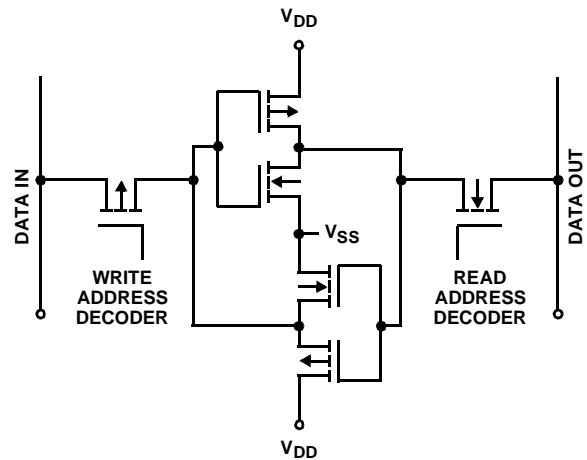 VDD
DATA IN
DATA OUT
VSS
WRITE
ADDRESS
DECODER
READ
ADDRESS
DECODER
VDD